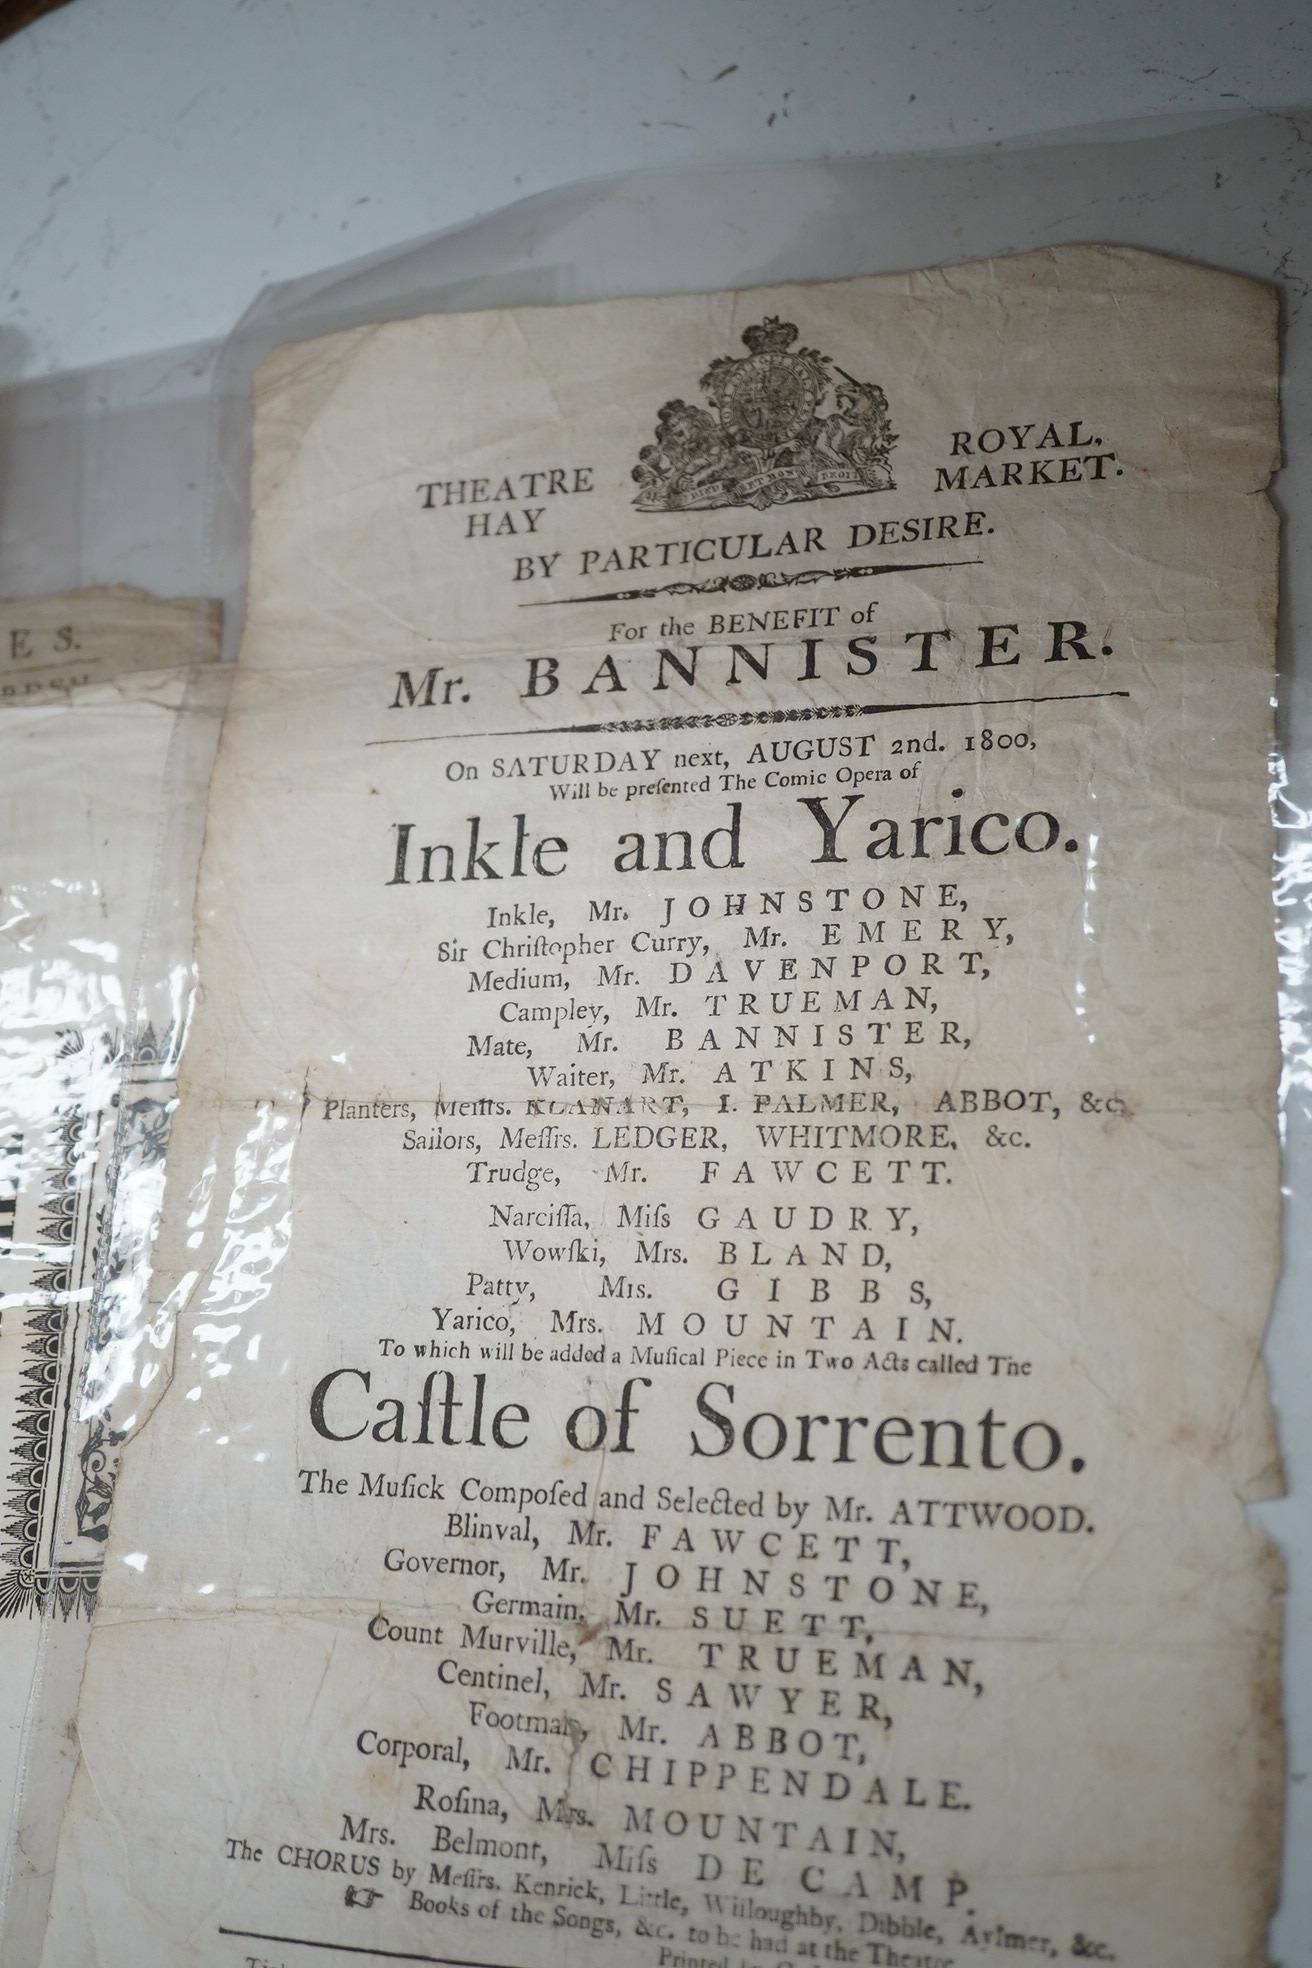 E S.
THEATRE ROYAL,
HAY MARKET.
DIEU ET MON DROIT
BY PARTICULAR DESIRE.
For the BENEFIT of
Mr. BANNISTER.
On SATURDAY next, AUGUST 2nd. 1800,
Will be preſented The Comic Opera of
Inkle and Yarico.
Inkle, Mr. JOHNSTONE,
Sir Chriſtopher Curry, Mr. EMERY,
Medium, Mr. DAVENPORT,
Campley, Mr. TRUEMAN,
Mate, Mr. BANNISTER,
Waiter, Mr. ATKINS,
Planters, Meſſrs. KLANART, I. PALMER, ABBOT, &c.
Sailors, Meſſrs. LEDGER, WHITMORE, &c.
Trudge, Mr. FAWCETT.
Narciſſa, Miſs GAUDRY,
Wowſki, Mrs. BLAND,
Patty, Mrs. GIBBS,
Yarico, Mrs. MOUNTAIN.
To which will be added a Muſical Piece in Two Acts called The
Caſtle of Sorrento.
The Muſick Compoſed and Selected by Mr. ATTWOOD.
Blinval, Mr. FAWCETT,
Governor, Mr. JOHNSTONE,
Germain, Mr. SUETT,
Count Murville, Mr. TRUEMAN,
Centinel, Mr. SAWYER,
Footman, Mr. ABBOT,
Corporal, Mr. CHIPPENDALE.
Roſina, Mrs. MOUNTAIN,
Mrs. Belmont, Miſs DE CAMP.
The CHORUS by Meſſrs. Kenrick, Little, Willoughby, Dibble, Aylmer, &c.
☞ Books of the Songs, &c. to be had at the Theatre
Printed